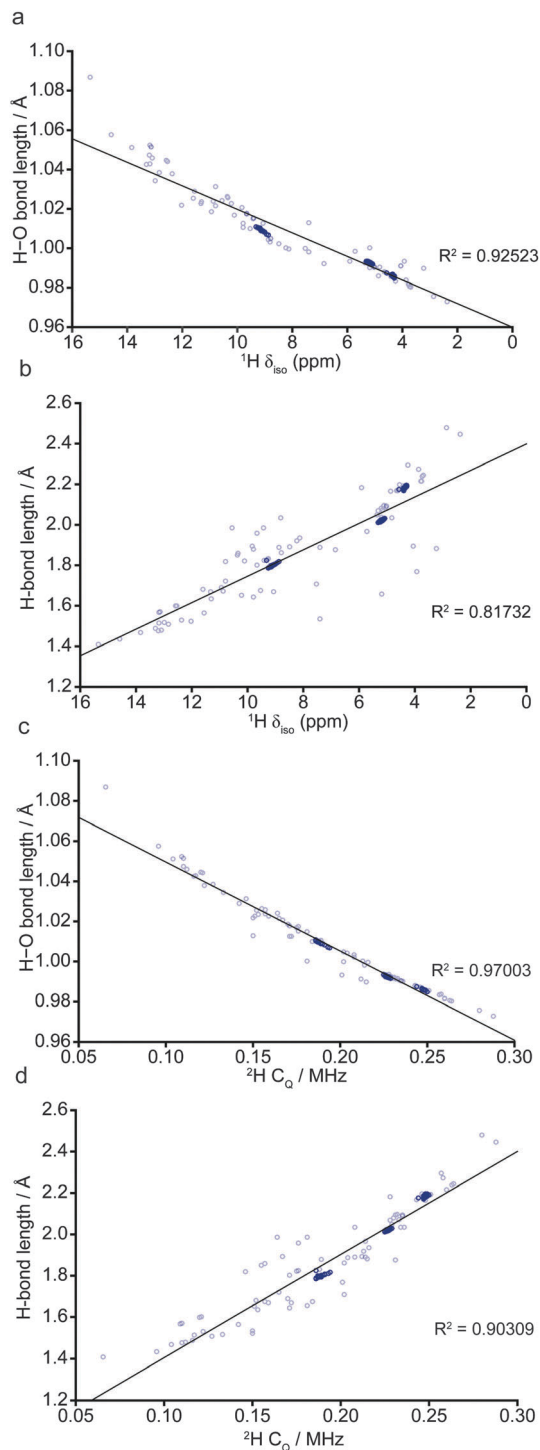 a
1.10
1.08
1.06
1.04
1.02
1.00
0.98
0.96
H–O bond length / Å
R² = 0.92523
16 14 12 10 8 6 4 2 0
¹H δiso (ppm)
b
2.6
2.4
2.2
2.0
1.8
1.6
1.4
1.2
H-bond length / Å
R² = 0.81732
16 14 12 10 8 6 4 2 0
¹H δiso (ppm)
c
1.10
1.08
1.06
1.04
1.02
1.00
0.98
0.96
H–O bond length / Å
R² = 0.97003
0.05 0.10 0.15 0.20 0.25 0.30
²H CQ / MHz
d
2.6
2.4
2.2
2.0
1.8
1.6
1.4
1.2
H-bond length / Å
R² = 0.90309
0.05 0.10 0.15 0.20 0.25 0.30
²H CQ / MHz